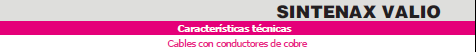 SINTENAX VALIO
Características técnicas
Cables con conductores de cobre